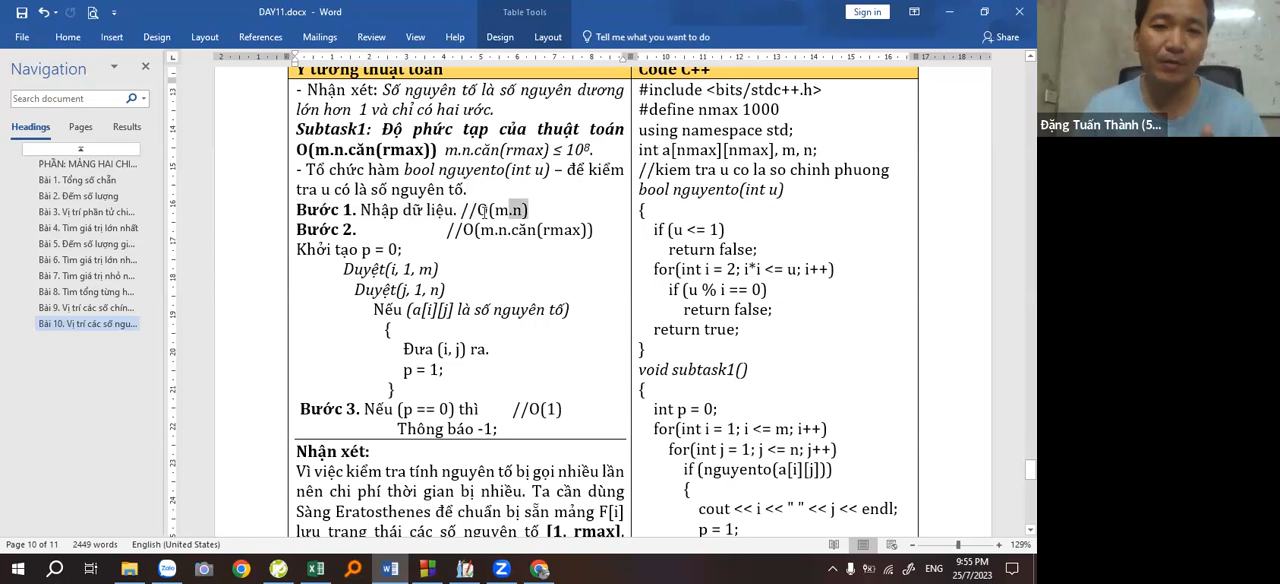 DAY11.docx - Word
Table Tools
Sign in
File
Home
Insert
Design
Layout
References
Mailings
Review
View
Help
Design
Layout
Tell me what you want to do
Share
Navigation
Search document
Headings
Pages
Results
PHẦN: MẢNG HAI CHI...
Bài 1. Tổng số chẵn
Bài 2. Đếm số lượng
Bài 3. Vị trí phần tử chi...
Bài 4. Tìm giá trị lớn nhất
Bài 5. Đếm số lượng gi...
Bài 6. Tìm giá trị lớn nh...
Bài 7. Tìm giá trị nhỏ n...
Bài 8. Tìm tổng từng h...
Bài 9. Vị trí các số chín...
Bài 10. Vị trí các số ngu...
Ý tưởng thuật toán
- Nhận xét: Số nguyên tố là số nguyên dương
lớn hơn 1 và chỉ có hai ước.
Subtask1: Độ phức tạp của thuật toán
O(m.n.căn(rmax)) m.n.căn(rmax) ≤ 10⁸.
- Tổ chức hàm bool nguyento(int u) – để kiểm
tra u có là số nguyên tố.
Bước 1. Nhập dữ liệu. //O(m.n)
Bước 2. //O(m.n.căn(rmax))
Khởi tạo p = 0;
Duyệt(i, 1, m)
Duyệt(j, 1, n)
Nếu (a[i][j] là số nguyên tố)
{
Đưa (i, j) ra.
p = 1;
}
Bước 3. Nếu (p == 0) thì //O(1)
Thông báo -1;
Nhận xét:
Vì việc kiểm tra tính nguyên tố bị gọi nhiều lần
nên chi phí thời gian bị nhiều. Ta cần dùng
Sàng Eratosthenes để chuẩn bị sẵn mảng F[i]
lưu trạng thái các số nguyên tố [1, rmax].
Code C++
#include <bits/stdc++.h>
#define nmax 1000
using namespace std;
int a[nmax][nmax], m, n;
//kiem tra u co la so chinh phuong
bool nguyento(int u)
{
if (u <= 1)
return false;
for(int i = 2; i*i <= u; i++)
if (u % i == 0)
return false;
return true;
}
void subtask1()
{
int p = 0;
for(int i = 1; i <= m; i++)
for(int j = 1; j <= n; j++)
if (nguyento(a[i][j]))
{
cout << i << " " << j << endl;
p = 1;
Đặng Tuấn Thành (5...
Page 10 of 11
2449 words
English (United States)
129%
Zalo
ENG
9:55 PM
25/7/2023